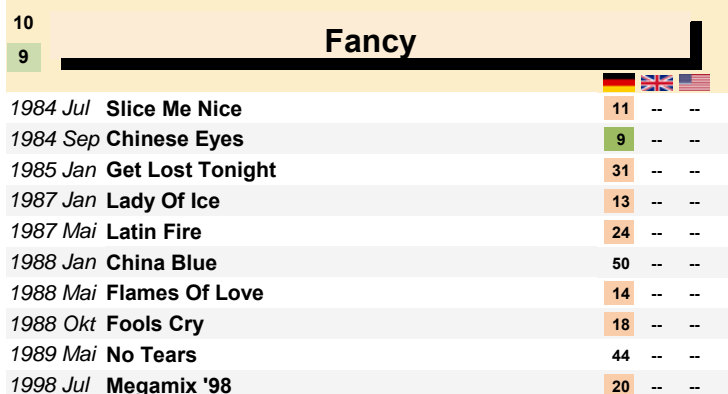 10
Fancy
9
1984 Jul Slice Me Nice 11 -- --
1984 Sep Chinese Eyes 9 -- --
1985 Jan Get Lost Tonight 31 -- --
1987 Jan Lady Of Ice 13 -- --
1987 Mai Latin Fire 24 -- --
1988 Jan China Blue 50 -- --
1988 Mai Flames Of Love 14 -- --
1988 Okt Fools Cry 18 -- --
1989 Mai No Tears 44 -- --
1998 Jul Megamix '98 20 -- --